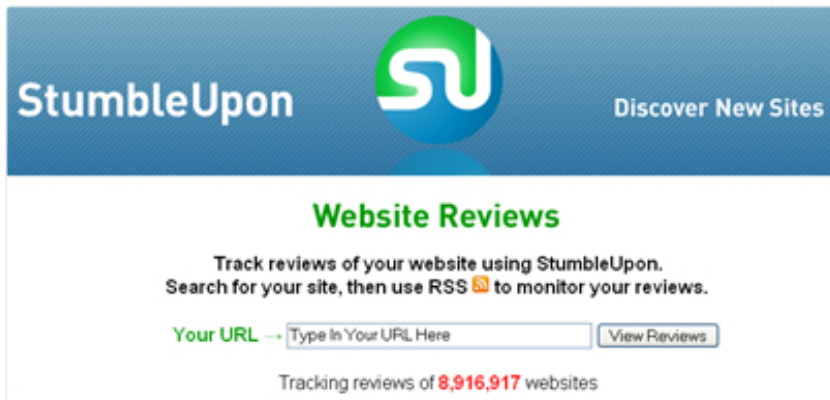 StumbleUpon
SU
Discover New Sites
Website Reviews
Track reviews of your website using StumbleUpon.
Search for your site, then use RSS to monitor your reviews.
Your URL → Type In Your URL Here View Reviews
Tracking reviews of 8,916,917 websites